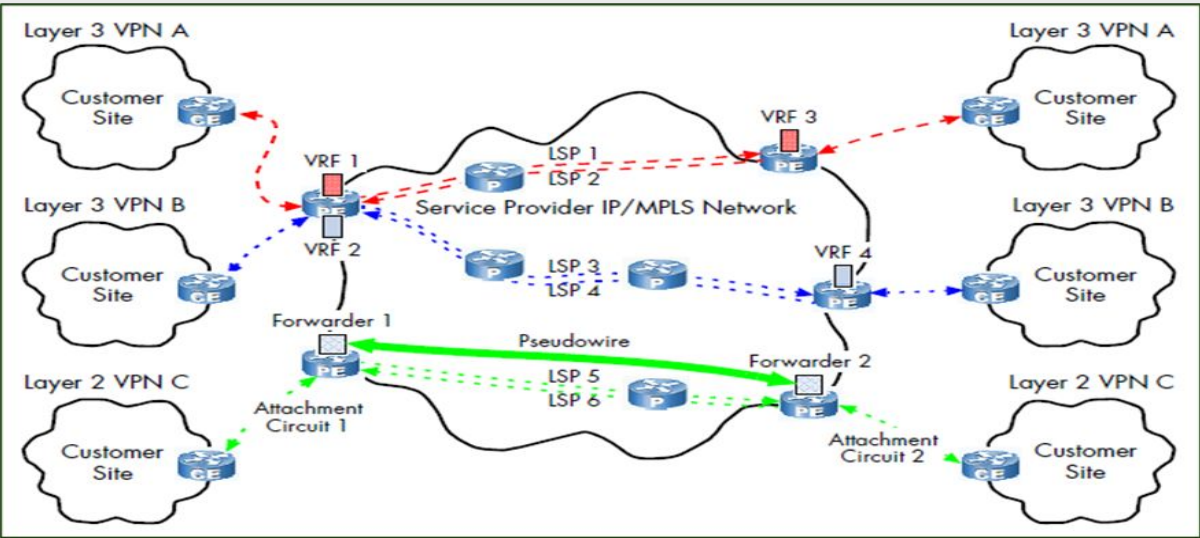 Layer 3 VPN A
Layer 3 VPN A
Customer
Site
CE
Customer
Site
CE
VRF 3
PE
VRF 1
PE
LSP 1
LSP 2
P
Service Provider IP/MPLS Network
Layer 3 VPN B
Layer 3 VPN B
VRF 2
VRF 4
Customer
Site
CE
P
LSP 3
LSP 4
P
PE
Customer
Site
CE
Forwarder 1
PE
Pseudowire
Forwarder 2
PE
LSP 5
LSP 6
P
Layer 2 VPN C
Layer 2 VPN C
Attachment
Circuit 1
Attachment
Circuit 2
Customer
Site
CE
Customer
Site
CE